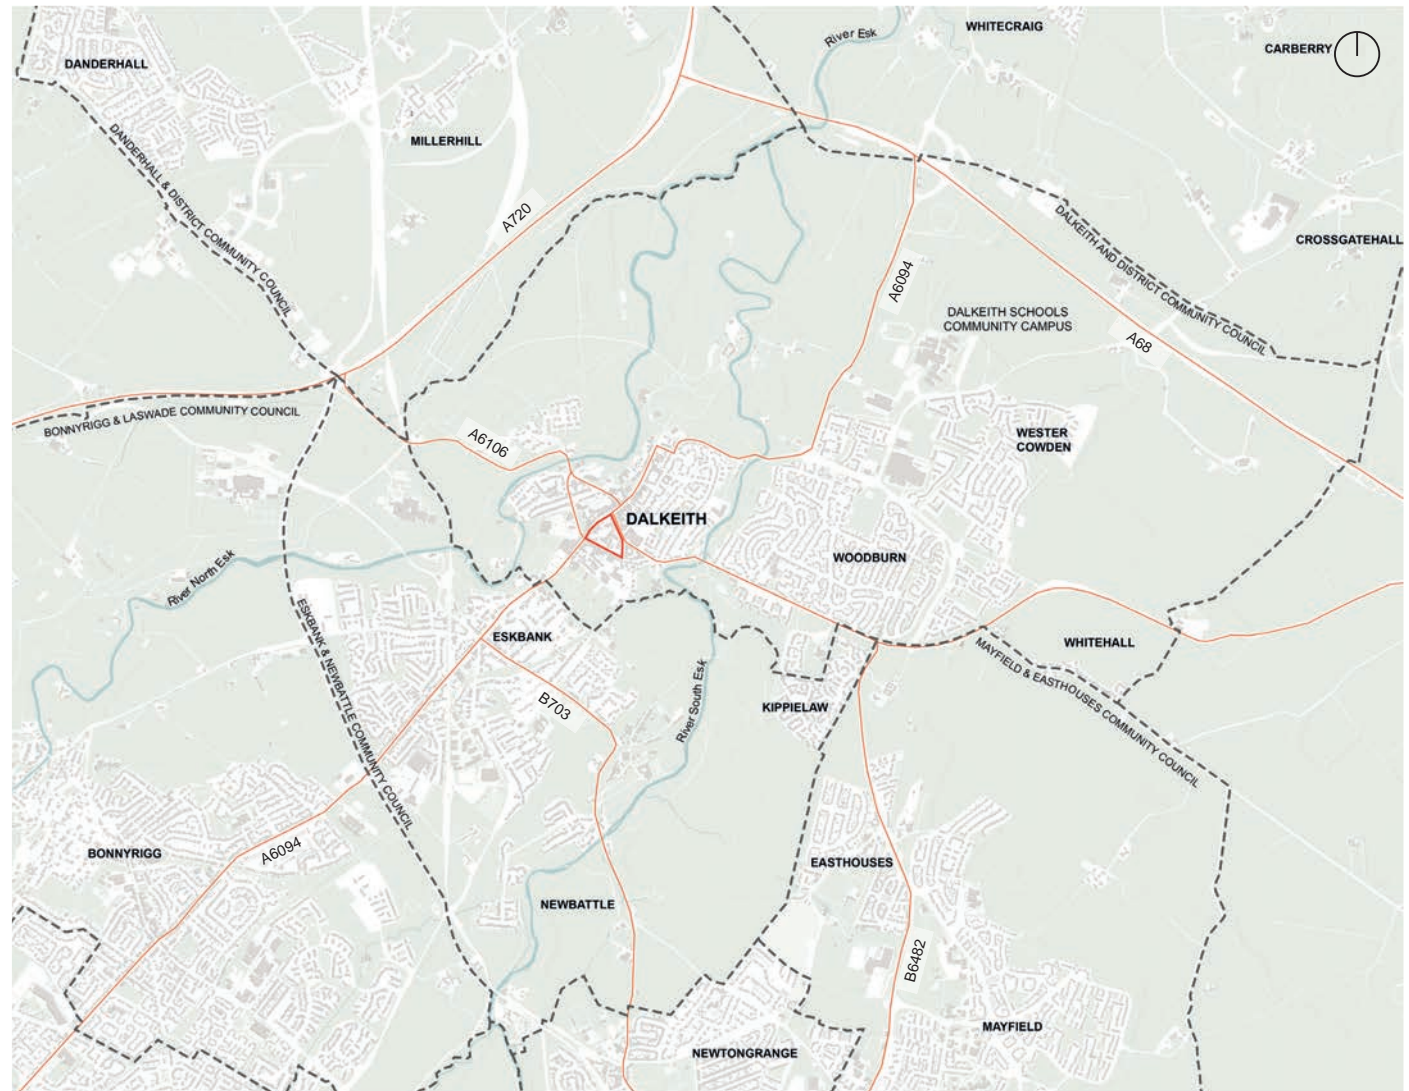 WHITECRAIG
River Esk
CARBERRY
DANDERHALL
MILLERHILL
DANDERHALL & DISTRICT COMMUNITY COUNCIL
A720
DALKEITH AND DISTRICT COMMUNITY COUNCIL
CROSSGATEHALL
A6094
DALKEITH SCHOOLS
COMMUNITY CAMPUS
A68
BONNYRIGG & LASWADE COMMUNITY COUNCIL
A6106
WESTER
COWDEN
DALKEITH
WOODBURN
River North Esk
ESKBANK & NEWBATTLE COMMUNITY COUNCIL
ESKBANK
WHITEHALL
MAYFIELD & EASTHOUSES COMMUNITY COUNCIL
River South Esk
B703
KIPPIELAW
BONNYRIGG
A6094
EASTHOUSES
NEWBATTLE
B6482
MAYFIELD
NEWTONGRANGE